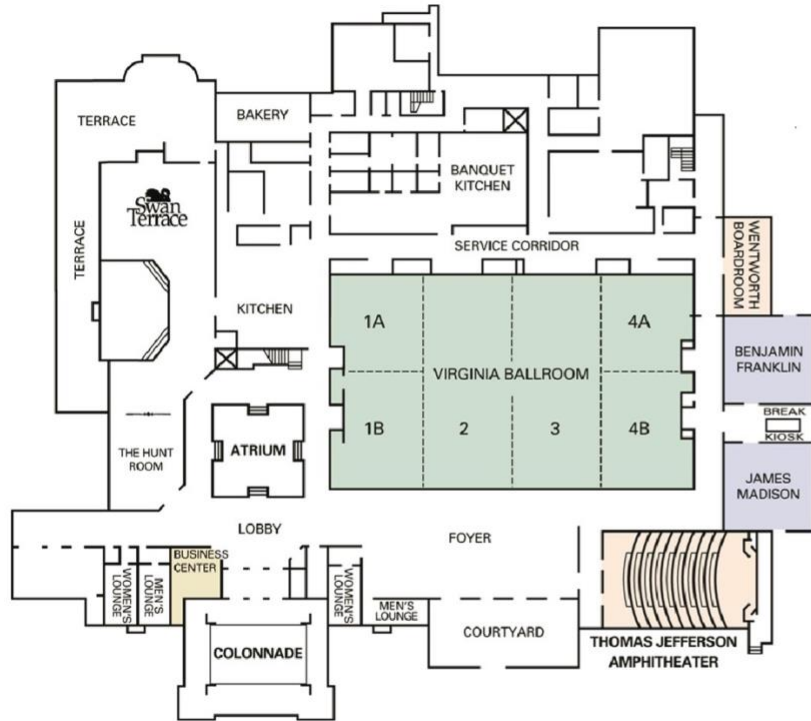 TERRACE
BAKERY
BANQUET
KITCHEN
Swan
Terrace
TERRACE
SERVICE CORRIDOR
WENTWORTH
BOARDROOM
KITCHEN
1A
4A
BENJAMIN
FRANKLIN
VIRGINIA BALLROOM
1B
2
3
4B
BREAK
KIOSK
THE HUNT
ROOM
ATRIUM
JAMES
MADISON
LOBBY
FOYER
BUSINESS
CENTER
WOMEN'S
LOUNGE
MEN'S
LOUNGE
WOMEN'S
LOUNGE
MEN'S
LOUNGE
COURTYARD
COLONNADE
THOMAS JEFFERSON
AMPHITHEATER